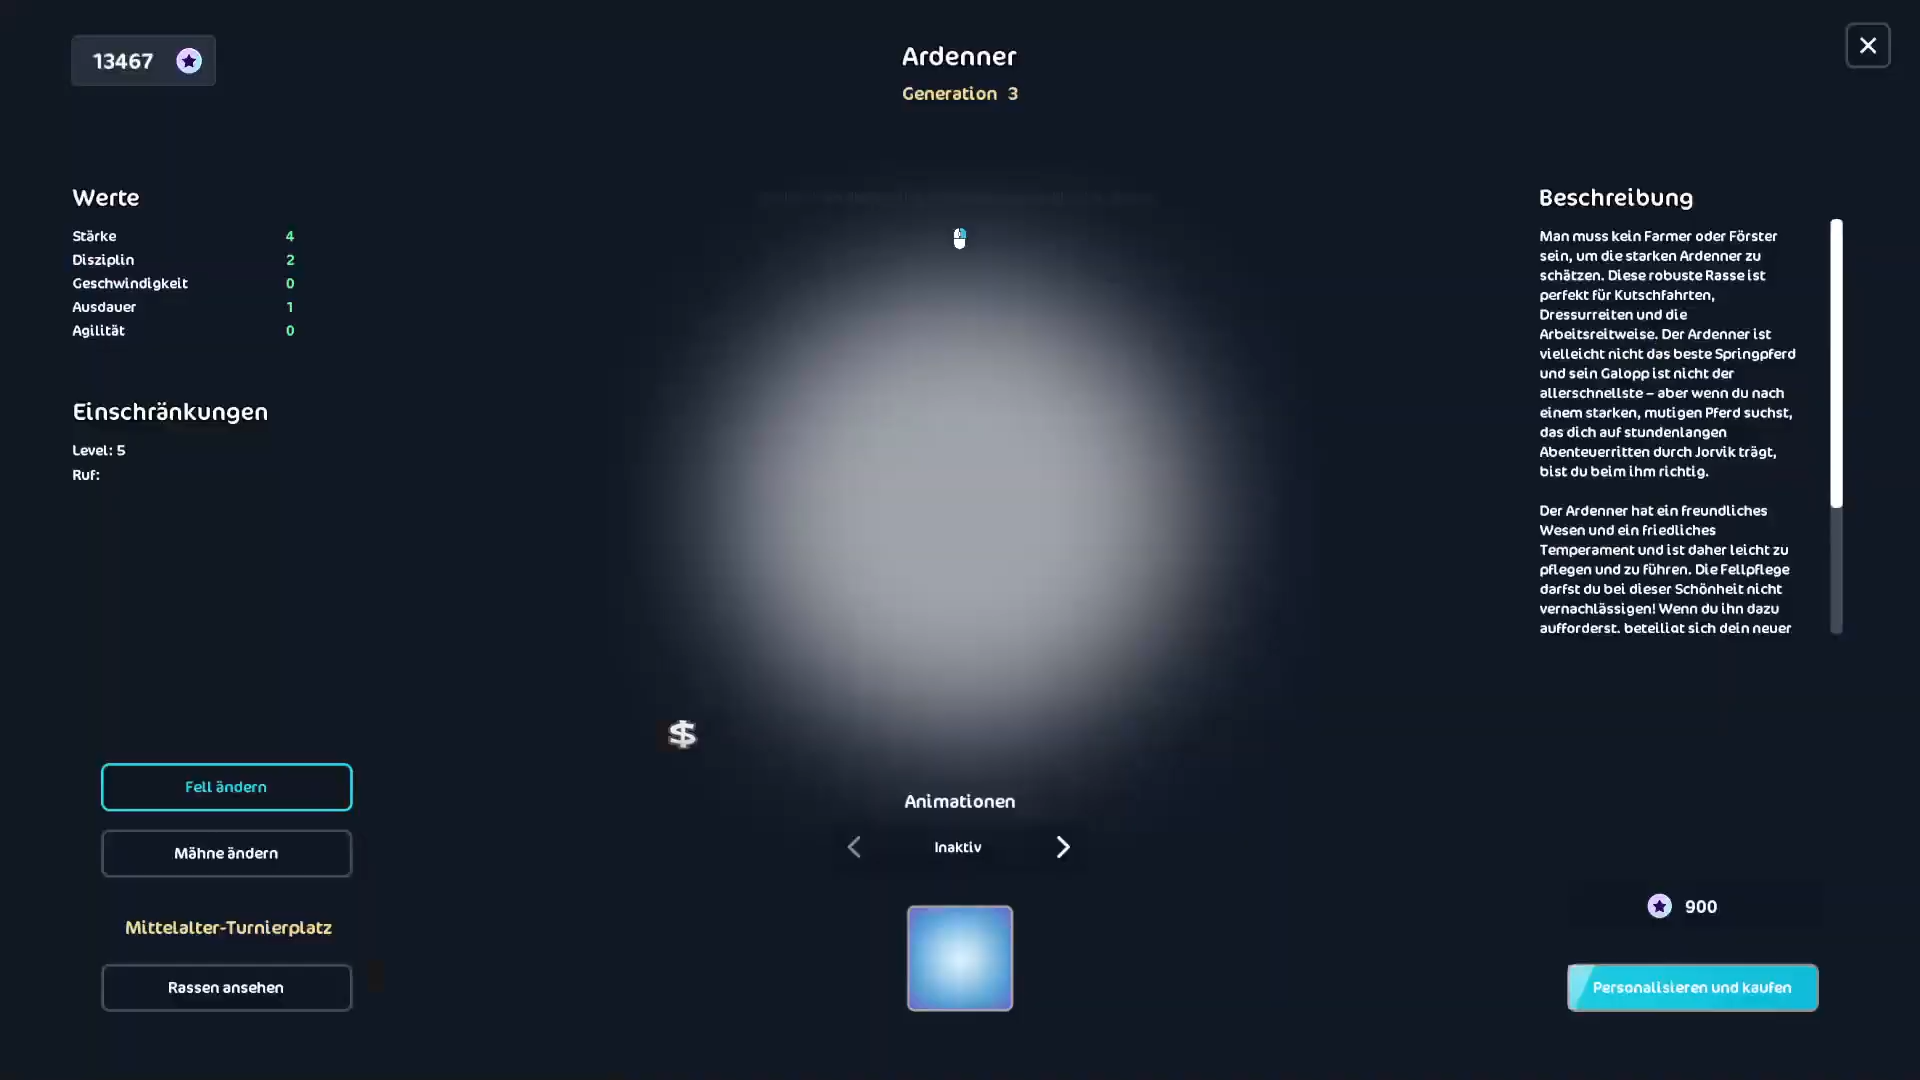 13467
Ardenner
Generation 3
Werte
Stärke 4
Disziplin 2
Geschwindigkeit 0
Ausdauer 1
Agilität 0
Einschränkungen
Level: 5
Ruf:
Beschreibung
Man muss kein Farmer oder Förster
sein, um die starken Ardenner zu
schätzen. Diese robuste Rasse ist
perfekt für Kutschfahrten,
Dressurreiten und die
Arbeitsreitweise. Der Ardenner ist
vielleicht nicht das beste Springpferd
und sein Galopp ist nicht der
allerschnellste – aber wenn du nach
einem starken, mutigen Pferd suchst,
das dich auf stundenlangen
Abenteuerritten durch Jorvik trägt,
bist du beim ihm richtig.
Der Ardenner hat ein freundliches
Wesen und ein friedliches
Temperament und ist daher leicht zu
pflegen und zu führen. Die Fellpflege
darfst du bei dieser Schönheit nicht
vernachlässigen! Wenn du ihn dazu
aufforderst, beteiligt sich dein neuer
$
Fell ändern
Mähne ändern
Mittelalter-Turnierplatz
Rassen ansehen
Animationen
Inaktiv
900
Personalisieren und kaufen